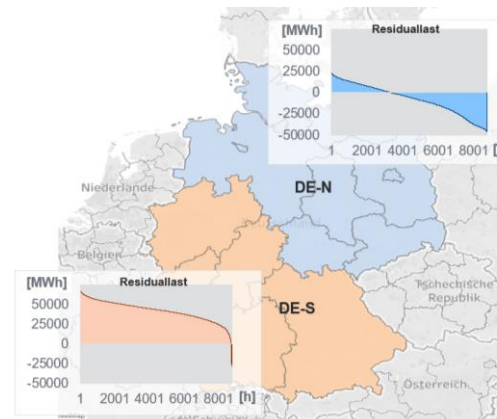 [MWh]
Residuallast
50000
25000
0
-25000
-50000
1 2001 4001 6001 8001 [
Niederlande
DE-N
Belgien
Tschechische
Republik
[MWh]
Residuallast
50000
25000
0
-25000
-50000
1 2001 4001 6001 8001 [h]
DE-S
Österreich